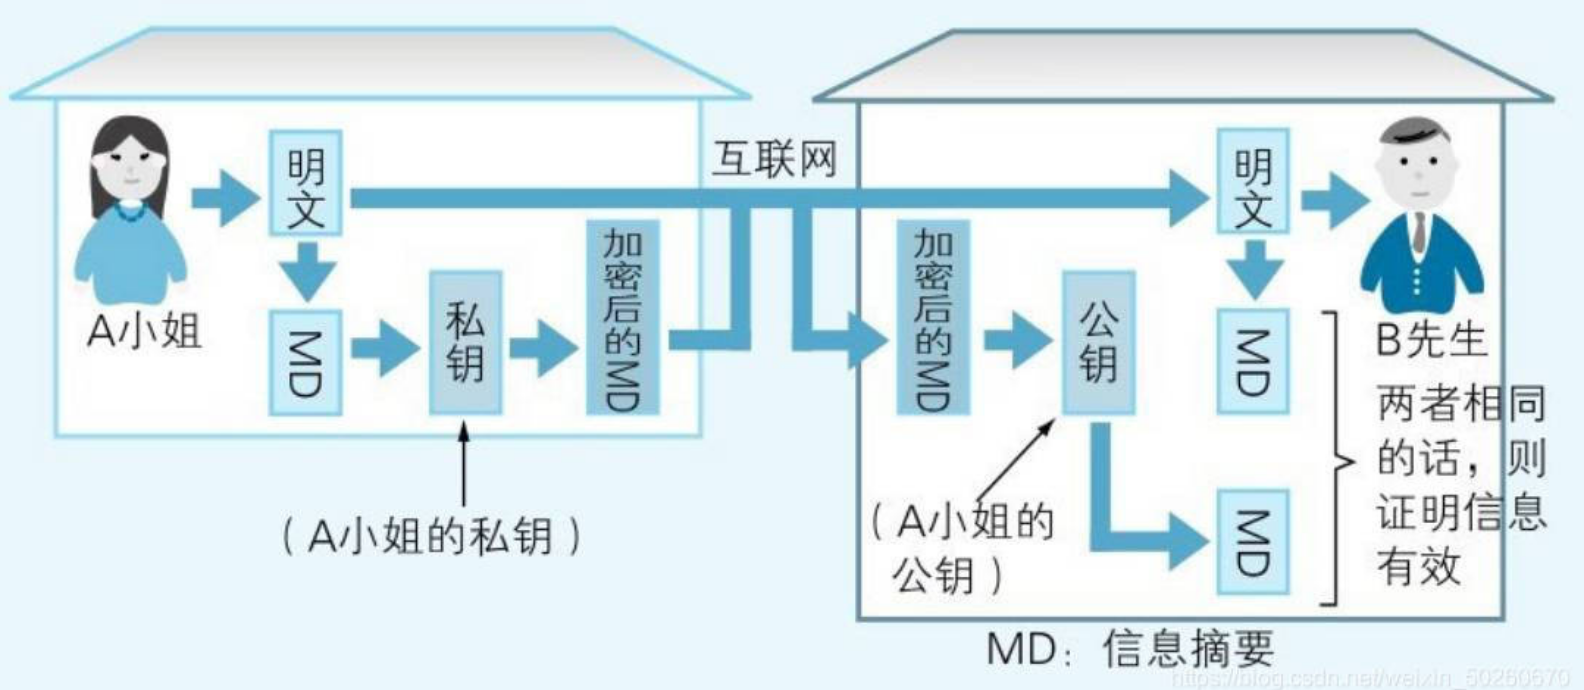 互联网
明文
加密后的MD
私钥
MD
A小姐
(A小姐的私钥)
明文
加密后的MD
公钥
MD
B先生
两者相同
的话，则
证明信息
有效
(A小姐的
公钥)
MD
MD：信息摘要
https://blog.csdn.net/weixin_50260670